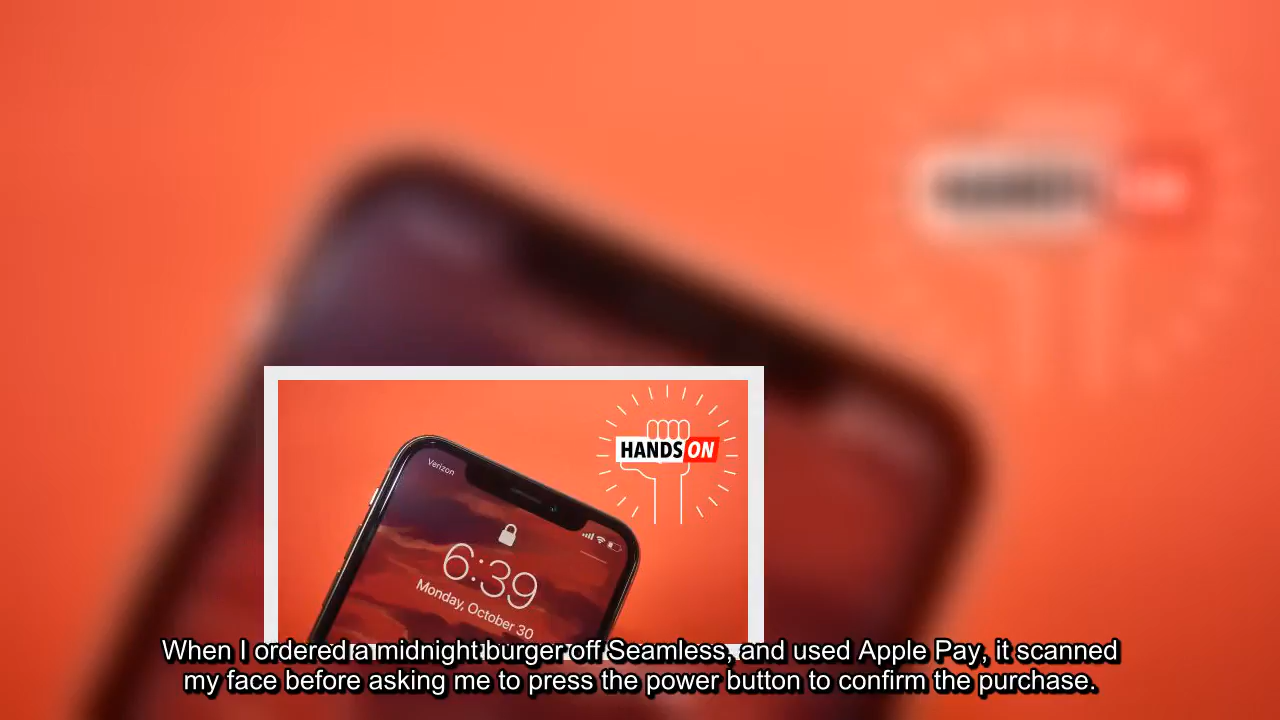 HANDS ON
Verizon
6:39
Monday, October 30
When I ordered a midnight burger off Seamless, and used Apple Pay, it scanned
my face before asking me to press the power button to confirm the purchase.